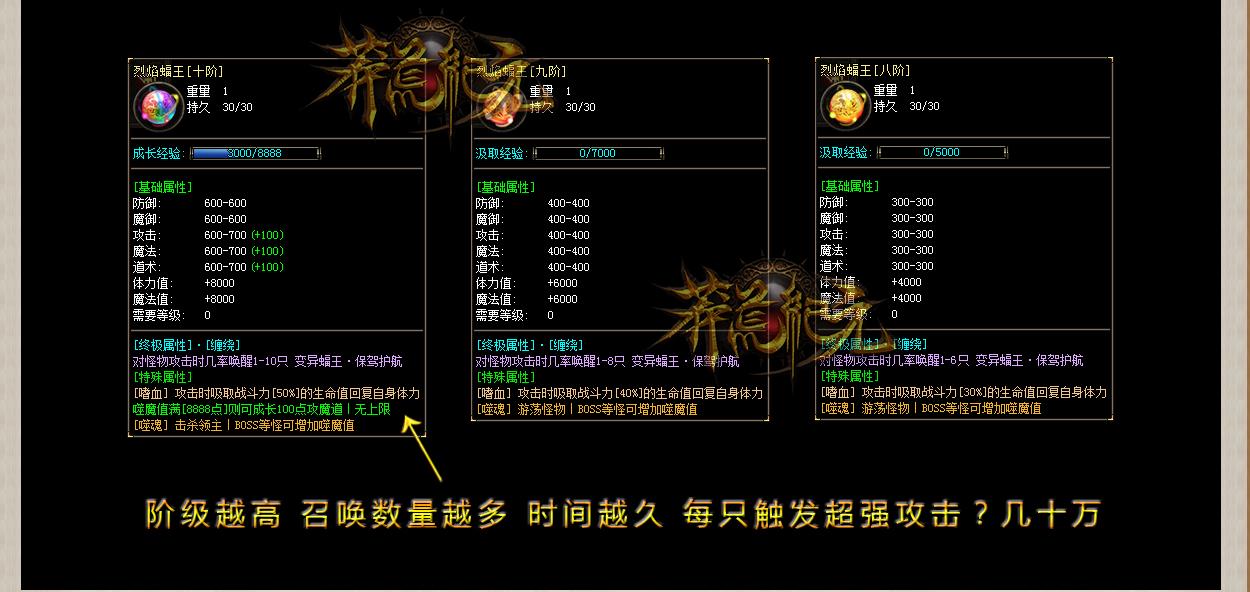 莽荒纪元
烈焰蝠王[十阶]
重量 1
持久 30/30
成长经验: 3000/8888
[基础属性]
防御: 600-600
魔御: 600-600
攻击: 600-700 (+100)
魔法: 600-700 (+100)
道术: 600-700 (+100)
体力值: +8000
魔法值: +8000
需要等级: 0
[终极属性]·[缠绕]
对怪物攻击时几率唤醒1-10只 变异蝠王·保驾护航
[特殊属性]
[嗜血] 攻击时吸取战斗力[50%]的生命值回复自身体力
噬魔值满[8888点]则可成长100点攻魔道|无上限
[噬魂] 击杀领主|BOSS等怪可增加噬魔值
烈焰蝠王[九阶]
重量 1
持久 30/30
汲取经验: 0/7000
[基础属性]
防御: 400-400
魔御: 400-400
攻击: 400-400
魔法: 400-400
道术: 400-400
体力值: +6000
魔法值: +6000
需要等级: 0
[终极属性]·[缠绕]
对怪物攻击时几率唤醒1-8只 变异蝠王·保驾护航
[特殊属性]
[嗜血] 攻击时吸取战斗力[40%]的生命值回复自身体力
[噬魂] 游荡怪物|BOSS等怪可增加噬魔值
烈焰蝠王[八阶]
重量 1
持久 30/30
汲取经验: 0/5000
[基础属性]
防御: 300-300
魔御: 300-300
攻击: 300-300
魔法: 300-300
道术: 300-300
体力值: +4000
魔法值: +4000
需要等级: 0
[终极属性]·[缠绕]
对怪物攻击时几率唤醒1-6只 变异蝠王·保驾护航
[特殊属性]
[嗜血] 攻击时吸取战斗力[30%]的生命值回复自身体力
[噬魂] 游荡怪物|BOSS等怪可增加噬魔值
莽荒纪元
阶级越高 召唤数量越多 时间越久 每只触发超强攻击？几十万